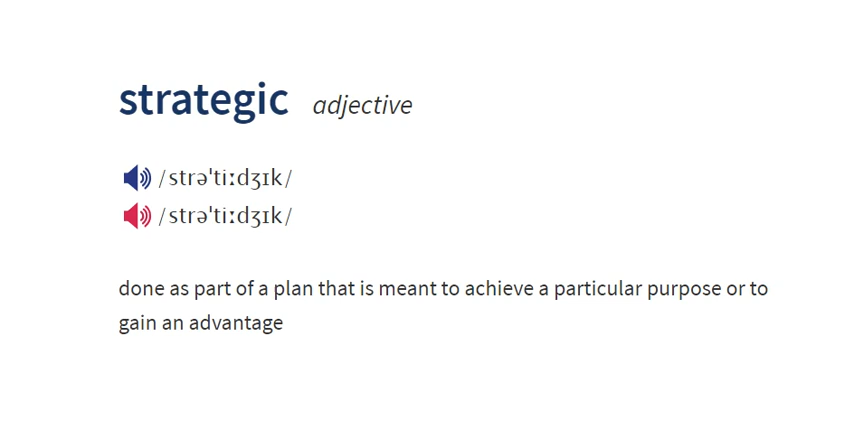 strategic adjective
/strəˈtiːdʒɪk/
/strəˈtiːdʒɪk/
done as part of a plan that is meant to achieve a particular purpose or to
gain an advantage